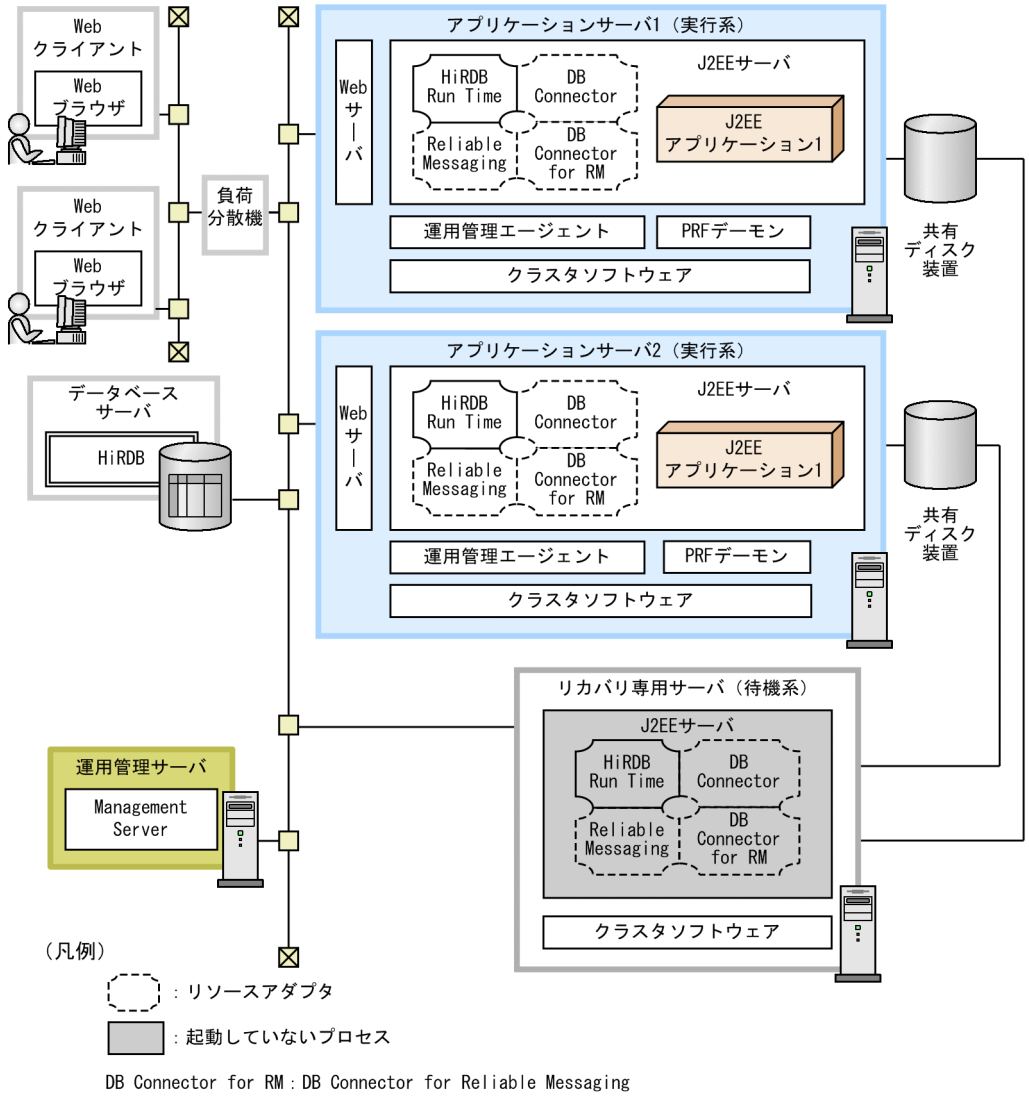 Web
クライアント
Web
ブラウザ
Web
クライアント
Web
ブラウザ
負荷
分散機
アプリケーションサーバ1（実行系）
Webサーバ
J2EEサーバ
HiRDB
Run Time
DB
Connector
Reliable
Messaging
DB
Connector
for RM
J2EE
アプリケーション1
運用管理エージェント
PRFデーモン
クラスタソフトウェア
共有
ディスク
装置
アプリケーションサーバ2（実行系）
Webサーバ
J2EEサーバ
HiRDB
Run Time
DB
Connector
Reliable
Messaging
DB
Connector
for RM
J2EE
アプリケーション1
運用管理エージェント
PRFデーモン
クラスタソフトウェア
共有
ディスク
装置
データベース
サーバ
HiRDB
リカバリ専用サーバ（待機系）
J2EEサーバ
HiRDB
Run Time
DB
Connector
Reliable
Messaging
DB
Connector
for RM
クラスタソフトウェア
運用管理サーバ
Management
Server
（凡例）
：リソースアダプタ
：起動していないプロセス
DB Connector for RM：DB Connector for Reliable Messaging